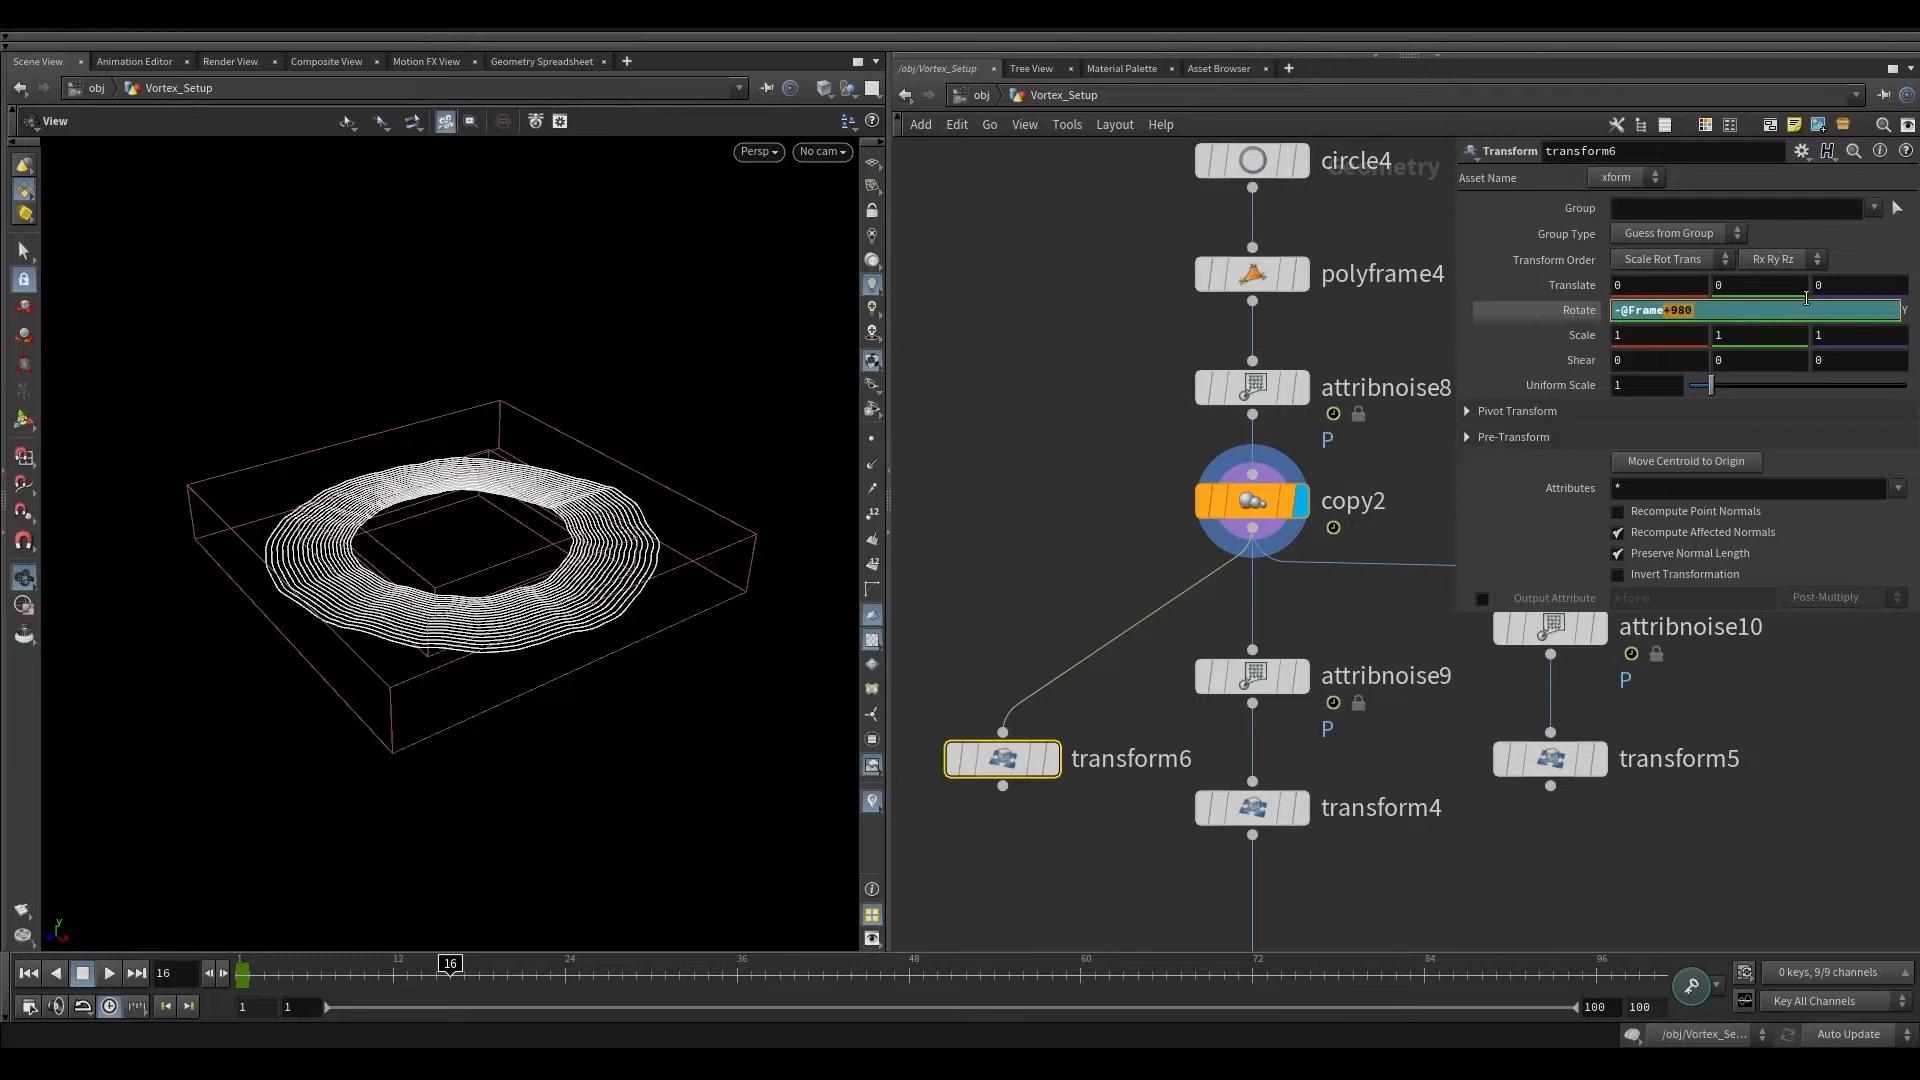 Scene View
Animation Editor
Render View
Composite View
Motion FX View
Geometry Spreadsheet
obj
Vortex_Setup
View
Persp
No cam
12
12
y
x
/obj/Vortex_Setup
Tree View
Material Palette
Asset Browser
obj
Vortex_Setup
Add Edit Go View Tools Layout Help
Geometry
circle4
polyframe4
attribnoise8
P
copy2
attribnoise9
P
transform6
transform4
attribnoise10
P
transform5
Transform transform6
Asset Name xform
Group
Group Type Guess from Group
Transform Order Scale Rot Trans Rx Ry Rz
Translate 0 0 0
Rotate -@Frame+980 Y
Scale 1 1 1
Shear 0 0 0
Uniform Scale 1
Pivot Transform
Pre-Transform
Move Centroid to Origin
Attributes *
Recompute Point Normals
Recompute Affected Normals
Preserve Normal Length
Invert Transformation
Output Attribute xform Post-Multiply
16
1 12 16 24 36 48 60 72 84 96
0 keys, 9/9 channels
1 1 100 100
Key All Channels
/obj/Vortex_Se...
Auto Update